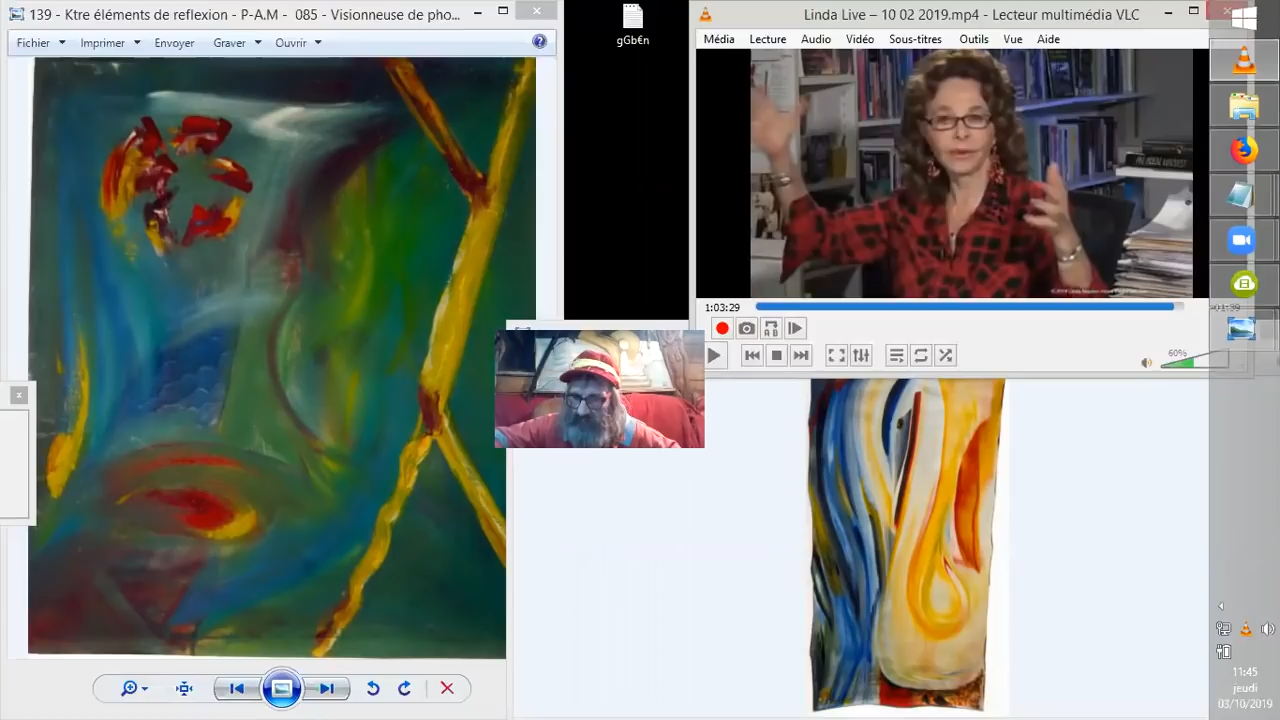 139 - Ktre éléments de réflexion - P-A.M _ 085 - Visionneuse de pho...
Fichier Imprimer Envoyer Gravs Ouvrir
gGb€n
Linda Live – 10 02 2019.mp4 - Lecteur multimédia VLC
Média Lecture Audio Vidéo Sous-titres Outils Vue Aide
1:03:29
60%
11:45
jeudi
03/10/2019